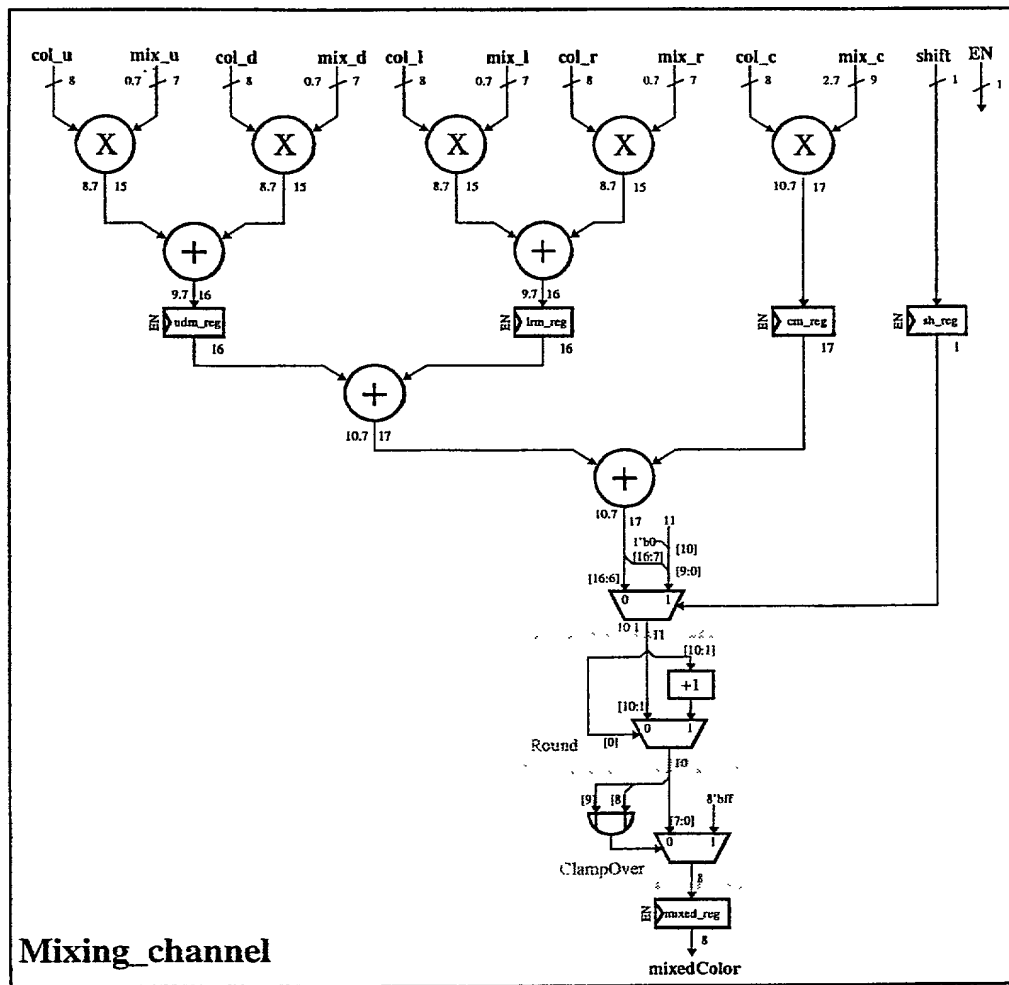 col_u mix_u col_d mix_d col_l mix_l col_r mix_r col_c mix_c shift EN
8 0.7 7 8 0.7 7 8 0.7 7 8 0.7 7 8 2.7 9 1 1
X X X X X
8.7 15 8.7 15 8.7 15 8.7 15 10.7 17
+ +
9.7 16 9.7 16
EN udm_reg EN lrm_reg EN cm_reg EN sh_reg
16 16 17 1
+
10.7 17
+
10.7 17 11
1'b0 [10]
[16:7]
[16:6] [9:0]
0 1
10.1 11
[10:1]
+1
[10:1]
0 1
Round [0]
10
[9] [8 8'hff
[7:0]
0 1
ClampOver
8
EN mixed_reg
8
Mixing_channel
mixedColor